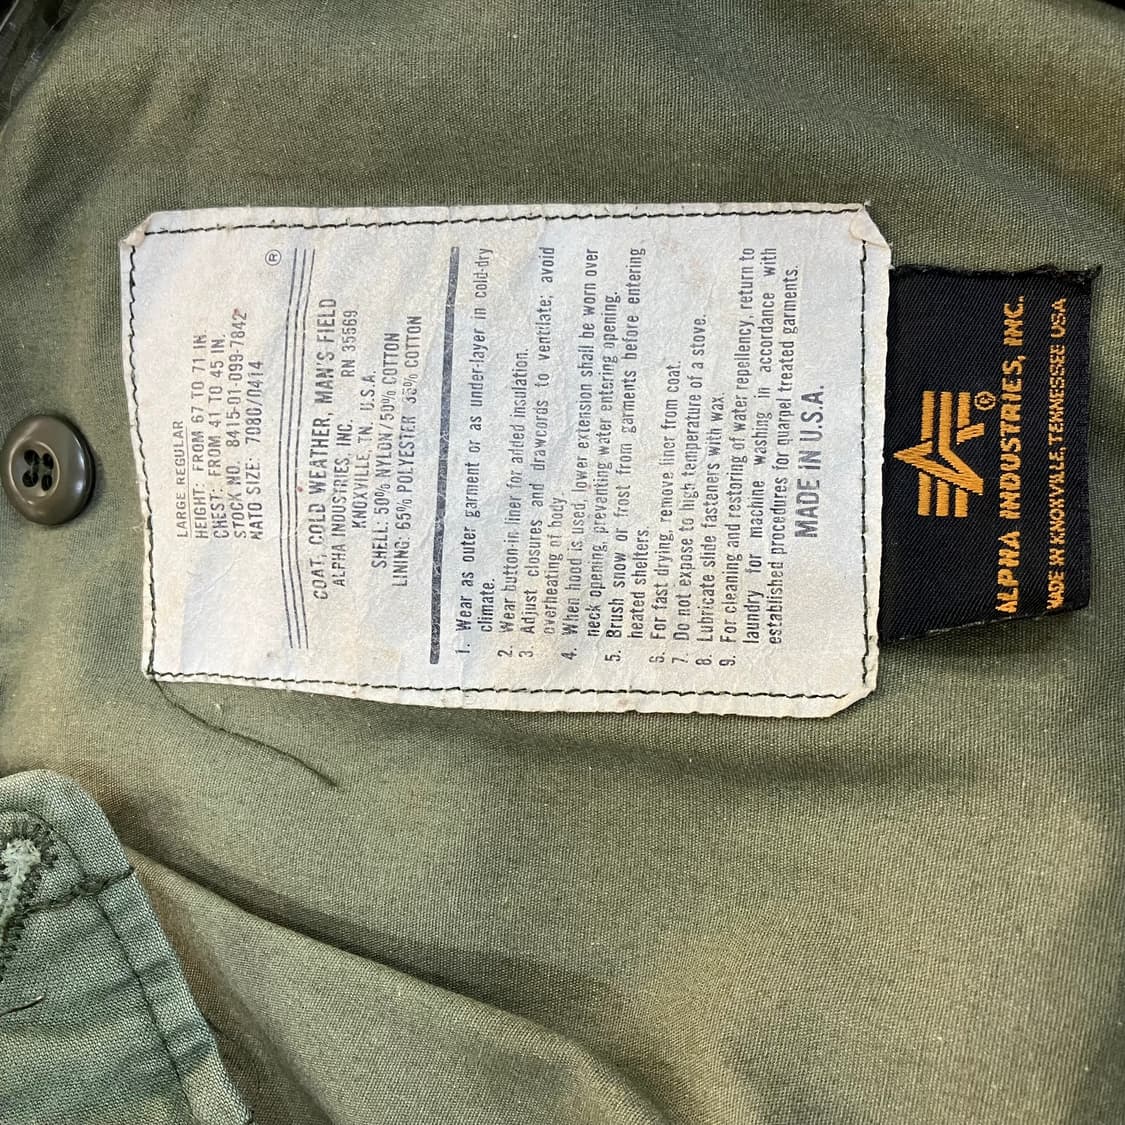 LARGE REGULAR
HEIGHT: FROM 67 TO 71 IN.
CHEST: FROM 41 TO 45 IN.
STOCK NO. 8415-01-099-7842
NATO SIZE: 7080/0414
®
COAT, COLD WEATHER, MAN'S FIELD
ALPHA INDUSTRIES, INC. RN 35569
KNOXVILLE, TN, U.S.A.
SHELL: 50% NYLON/50% COTTON
LINING: 65% POLYESTER 35% COTTON
1. Wear as outer garment or as under-layer in cold-dry
climate.
2. Wear button-in liner for added insulation.
3. Adjust closures and drawcords to ventilate; avoid
overheating of body.
4. When hood is used, lower extension shall be worn over
neck opening, preventing water entering opening.
5. Brush snow or frost from garments before entering
heated shelters.
6. For fast drying, remove liner from coat.
7. Do not expose to high temperature of a stove.
8. Lubricate slide fasteners with wax.
9. For cleaning and restoring of water repellency, return to
laundry for machine washing in accordance with
established procedures for quarpel treated garments.
MADE IN U.S.A.
®
ALPHA INDUSTRIES, INC.
MADE IN KNOXVILLE, TENNESSEE USA